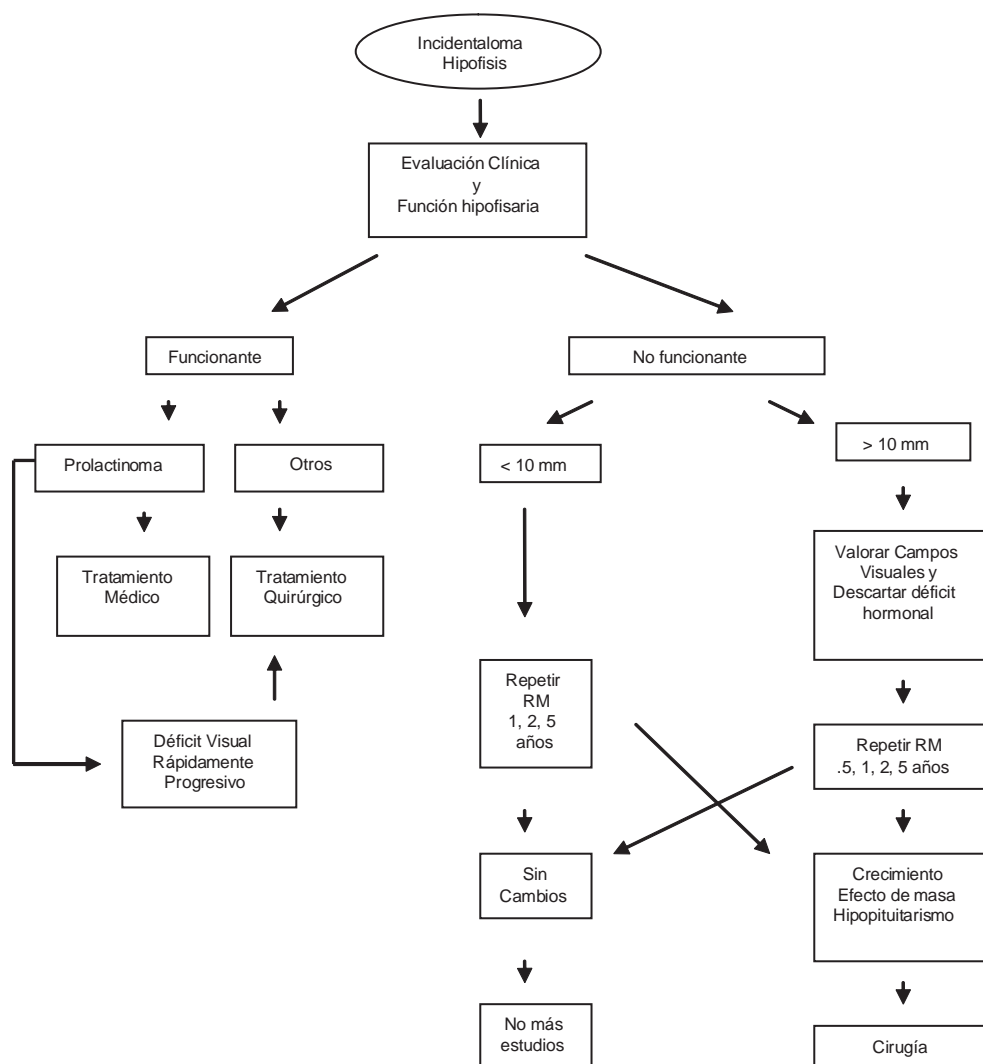 Incidentaloma
Hipofisis
Evaluación Clínica
y
Función hipofisaria
Funcionante
No funcionante
Prolactinoma
Otros
< 10 mm
> 10 mm
Tratamiento
Médico
Tratamiento
Quirúrgico
Valorar Campos
Visuales y
Descartar déficit
hormonal
Repetir
RM
1, 2, 5
años
Déficit Visual
Rápidamente
Progresivo
Repetir RM
.5, 1, 2, 5 años
Sin
Cambios
Crecimiento
Efecto de masa
Hipopituitarismo
No más
estudios
Cirugía